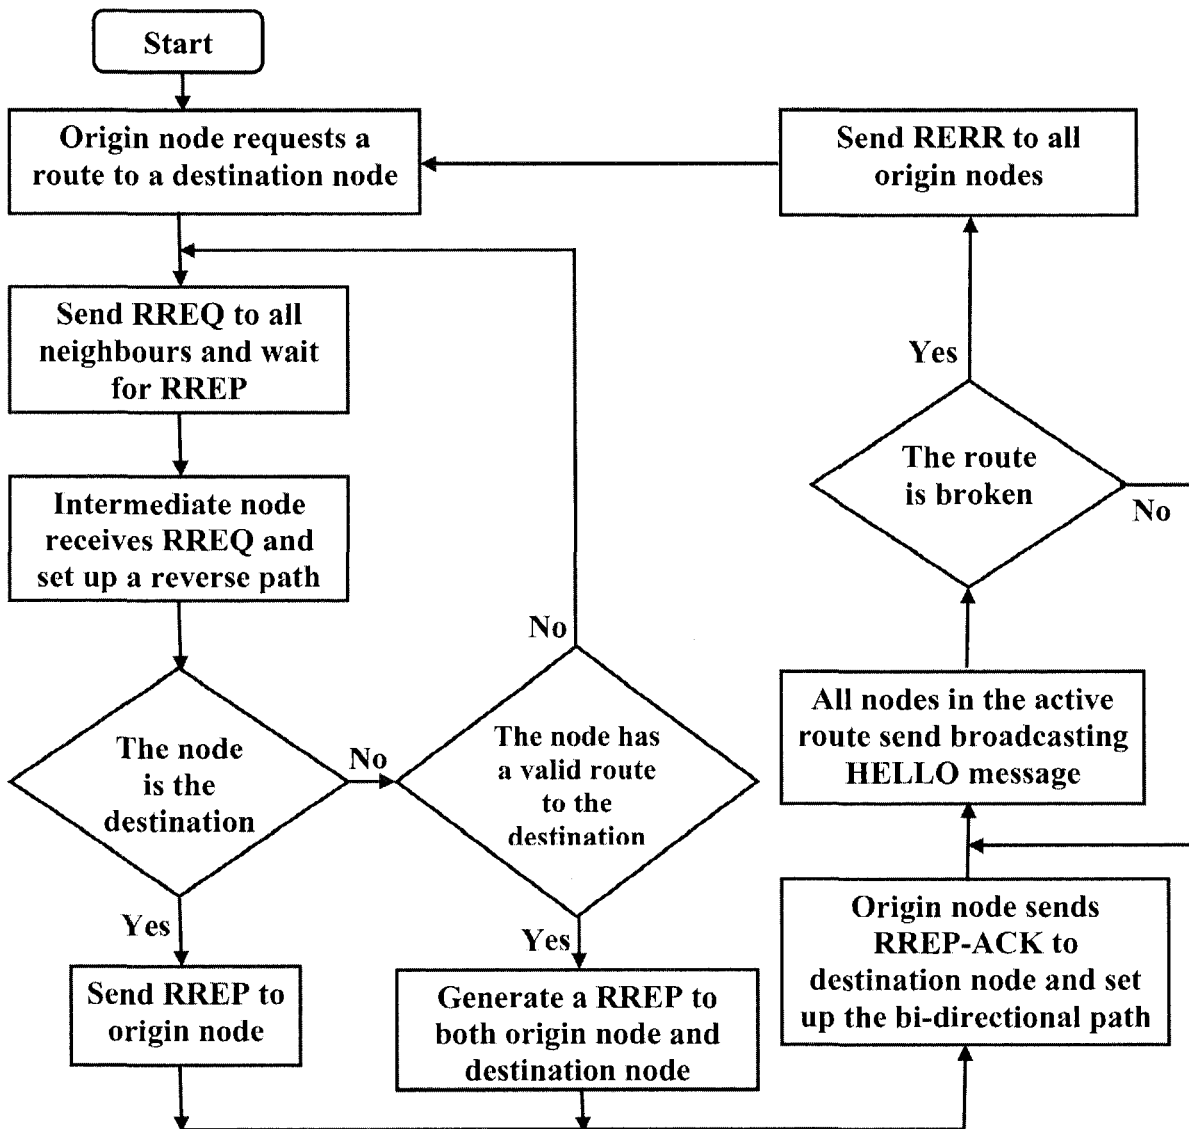 Start
Origin node requests a
route to a destination node
Send RREQ to all
neighbours and wait
for RREP
Intermediate node
receives RREQ and
set up a reverse path
The node
is the
destination
No
Yes
Send RREP to
origin node
No
The node has
a valid route
to the
destination
Yes
Generate a RREP to
both origin node and
destination node
Send RERR to all
origin nodes
Yes
The route
is broken
No
All nodes in the active
route send broadcasting
HELLO message
Origin node sends
RREP-ACK to
destination node and set
up the bi-directional path